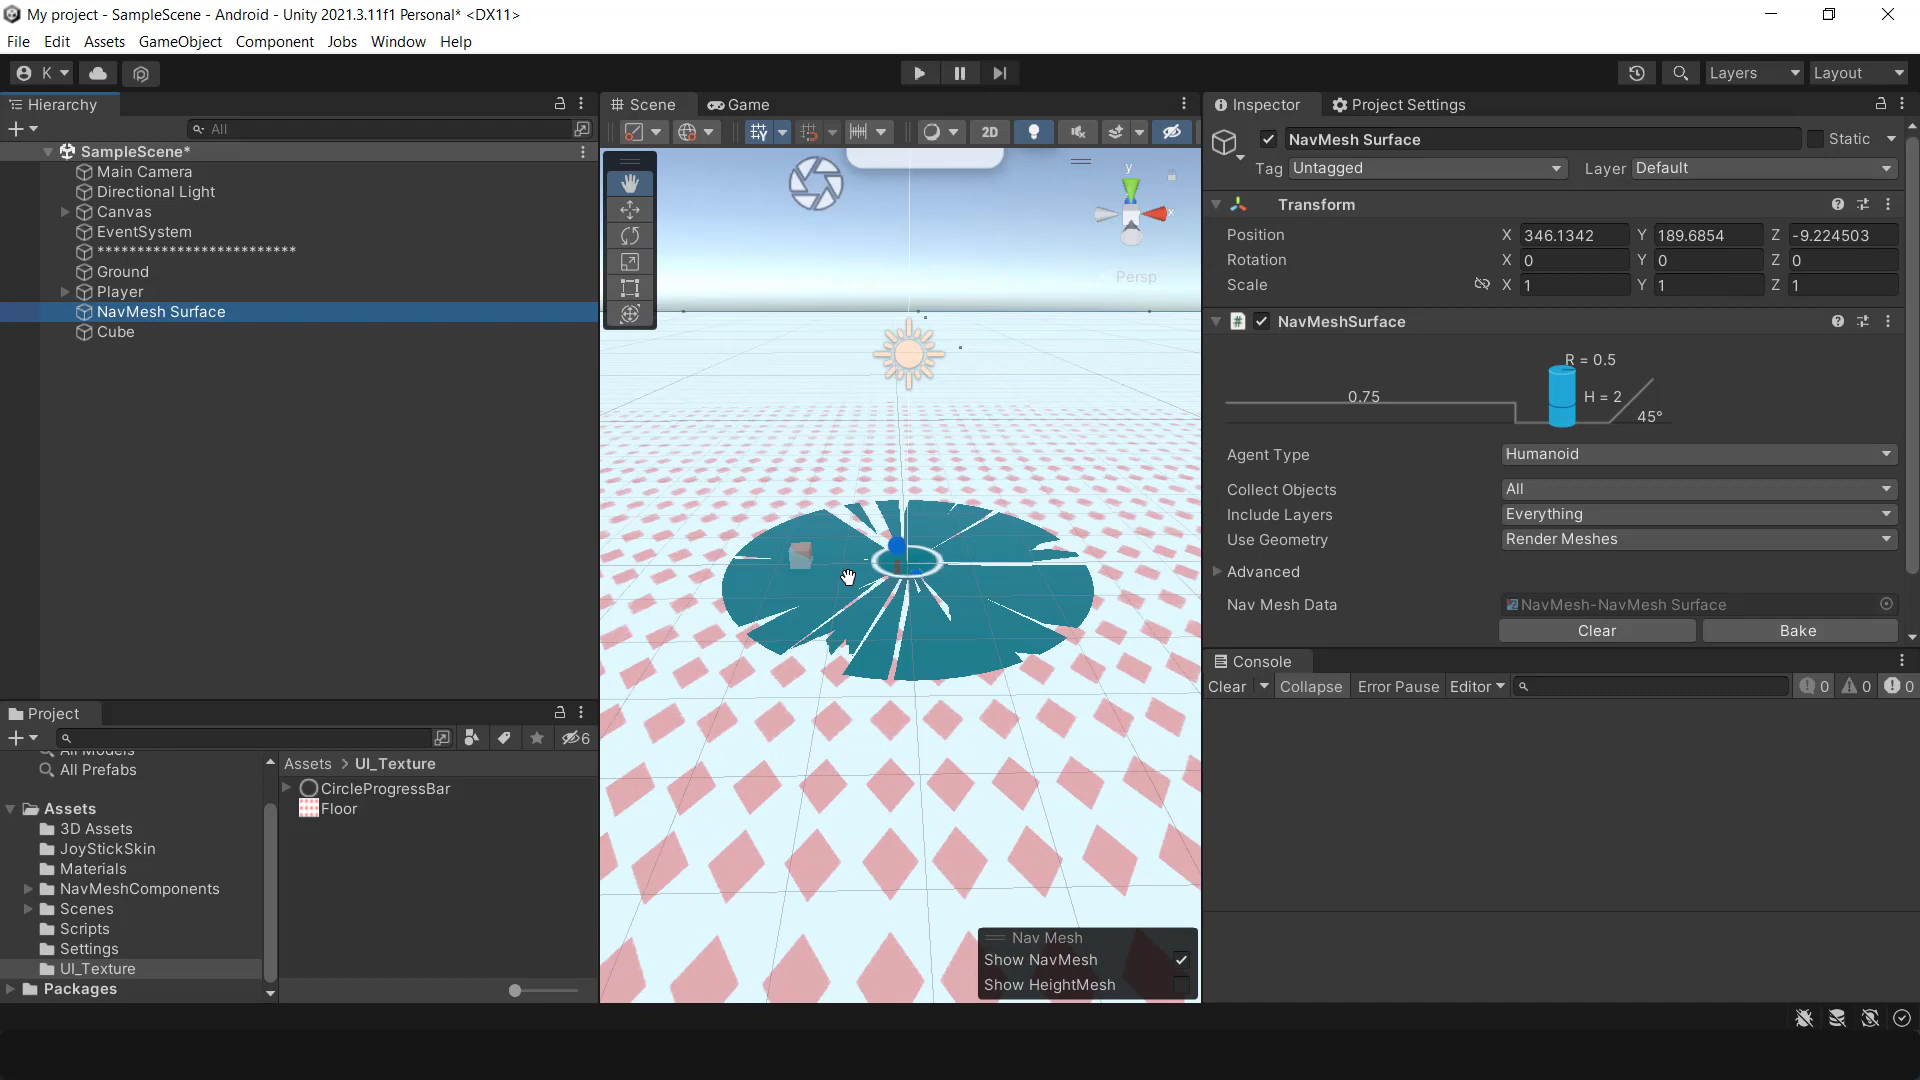 My project - SampleScene - Android - Unity 2021.3.11f1 Personal* <DX11>
File Edit Assets GameObject Component Jobs Window Help
K
Layers Layout
Hierarchy
All
SampleScene*
Main Camera
Directional Light
Canvas
EventSystem
**************************
Ground
Player
NavMesh Surface
Cube
Scene Game
2D
y
x
Persp
Nav Mesh
Show NavMesh
Show HeightMesh
Inspector Project Settings
NavMesh Surface Static
Tag Untagged Layer Default
Transform
Position X 346.1342 Y 189.6854 Z -9.224503
Rotation X 0 Y 0 Z 0
Scale X 1 Y 1 Z 1
# NavMeshSurface
R = 0.5
0.75
H = 2
45°
Agent Type Humanoid
Collect Objects All
Include Layers Everything
Use Geometry Render Meshes
Advanced
Nav Mesh Data NavMesh-NavMesh Surface
Clear Bake
Console
Clear Collapse Error Pause Editor 0 0 0
Project
6
All Models
All Prefabs
Assets
3D Assets
JoyStickSkin
Materials
NavMeshComponents
Scenes
Scripts
Settings
UI_Texture
Packages
Assets > UI_Texture
CircleProgressBar
Floor